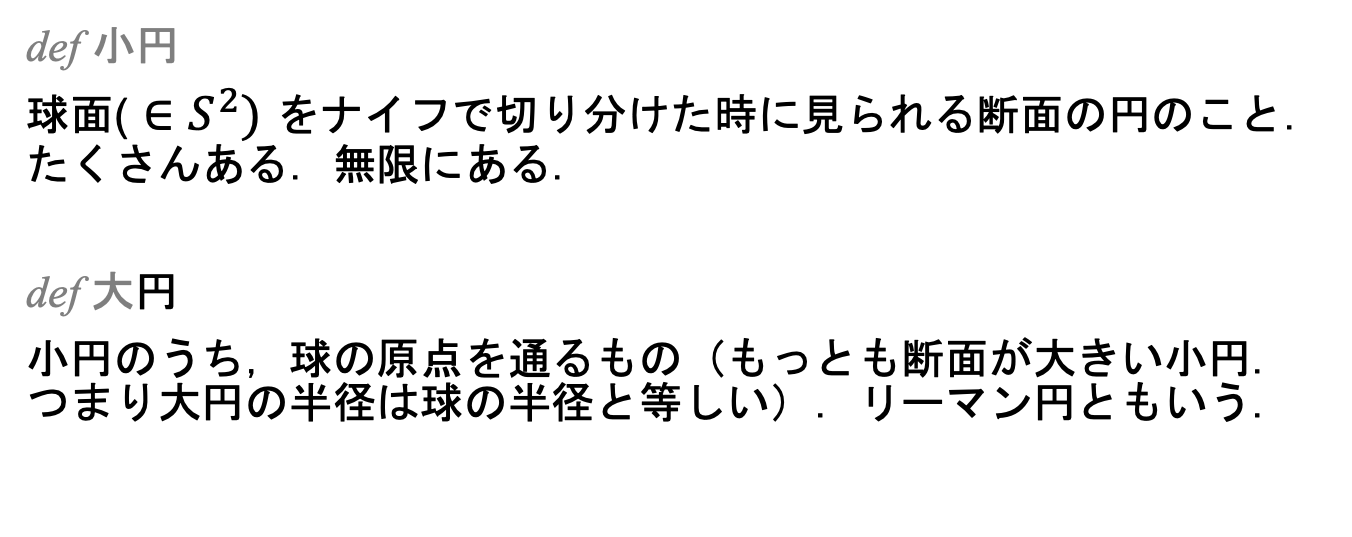 def 小円
球面( ∈ S²) をナイフで切り分けた時に見られる断面の円のこと.
たくさんある. 無限にある.
def 大円
小円のうち, 球の原点を通るもの（もっとも断面が大きい小円.
つまり大円の半径は球の半径と等しい）. リーマン円ともいう.